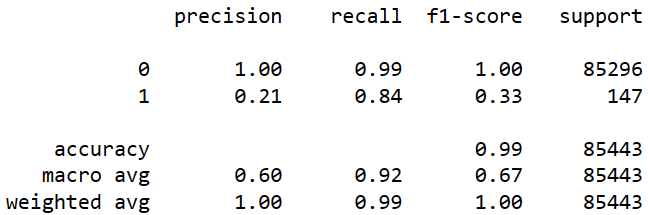 precision recall f1-score support
0 1.00 0.99 1.00 85296
1 0.21 0.84 0.33 147
accuracy 0.99 85443
macro avg 0.60 0.92 0.67 85443
weighted avg 1.00 0.99 1.00 85443